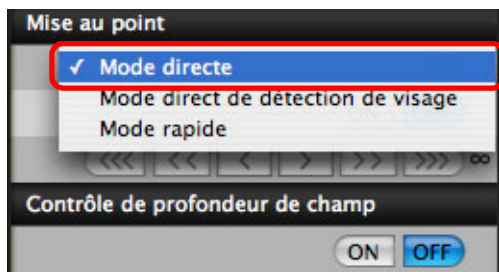 Mise au point
✓ Mode directe
Mode direct de détection de visage
Mode rapide
<<< << < > >> >>> ∞
Contrôle de profondeur de champ
ON OFF